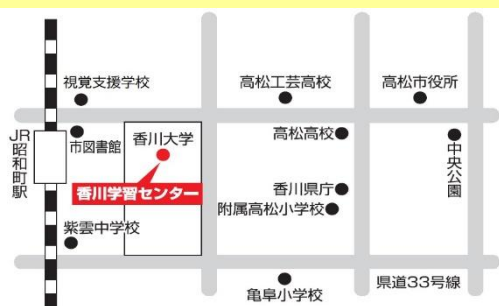 視覚支援学校
高松工芸高校
高松市役所
JR昭和町駅
市図書館
香川大学
高松高校
中央公園
香川学習センター
香川県庁
附属高松小学校
紫雲中学校
県道33号線
亀阜小学校